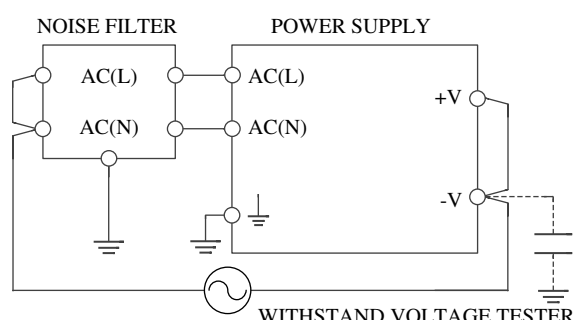 NOISE FILTER
POWER SUPPLY
AC(L)
AC(L)
+V
AC(N)
AC(N)
-V
WITHSTAND VOLTAGE TESTER